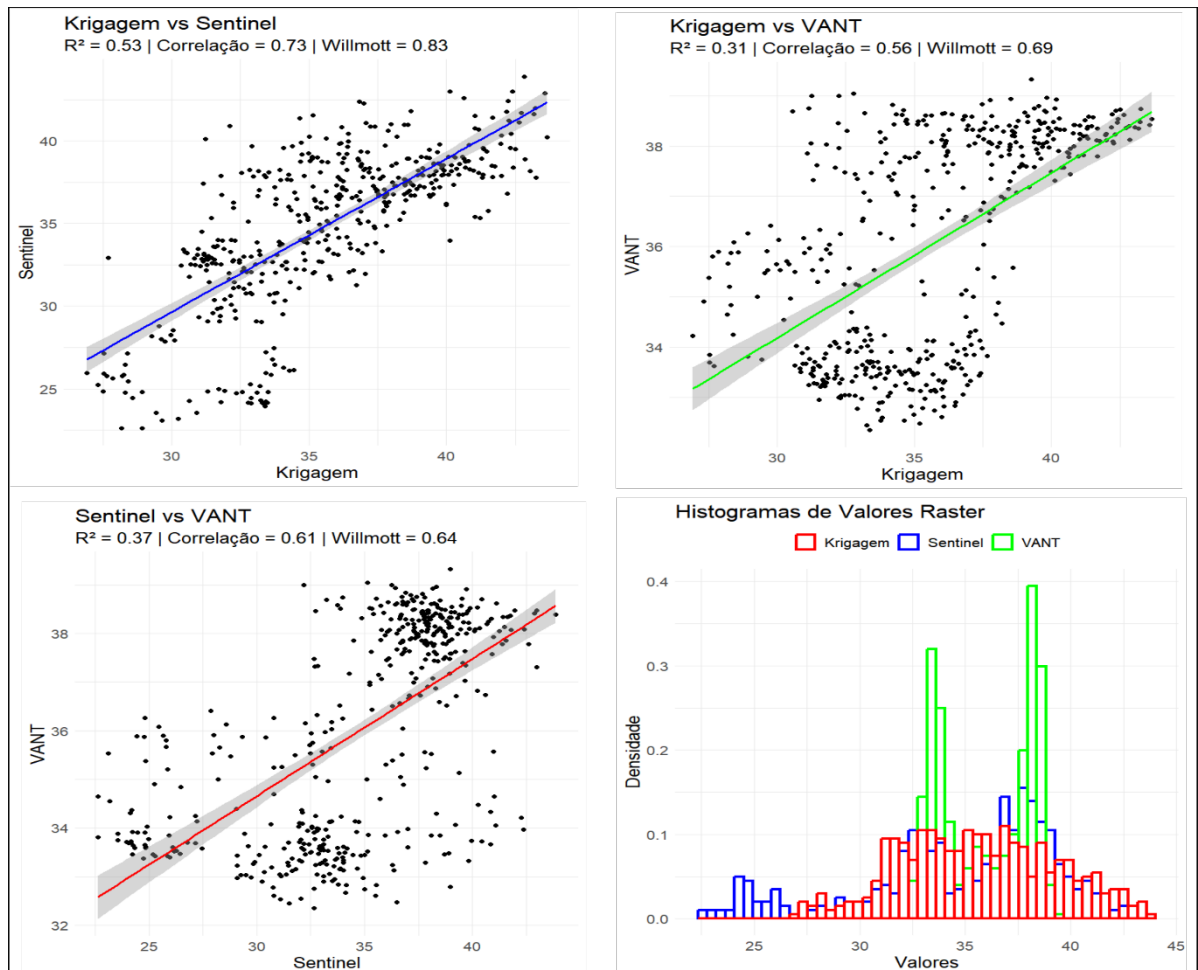 Krigagem vs Sentinel
R² = 0.53 | Correlação = 0.73 | Willmott = 0.83
Sentinel
40
35
30
25
30
35
40
Krigagem
Krigagem vs VANT
R² = 0.31 | Correlação = 0.56 | Willmott = 0.69
VANT
38
36
34
30
35
40
Krigagem
Sentinel vs VANT
R² = 0.37 | Correlação = 0.61 | Willmott = 0.64
VANT
38
36
34
32
25
30
35
40
Sentinel
Histogramas de Valores Raster
Krigagem Sentinel VANT
Densidade
0.4
0.3
0.2
0.1
0.0
25
30
35
40
45
Valores